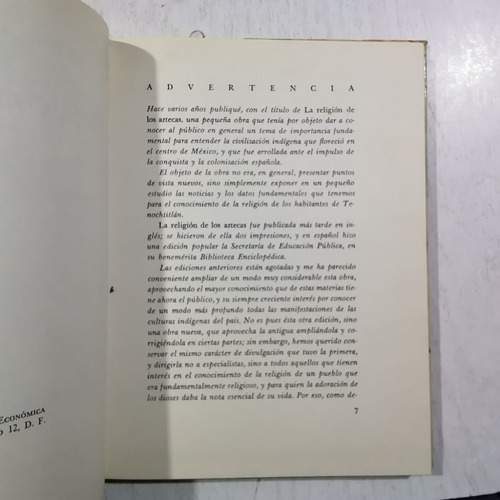 ADVERTENCIA
Hace varios años publiqué, con el título de La religión de
los aztecas, una pequeña obra que tenía por objeto dar a co-
nocer al público en general un tema de importancia funda-
mental para entender la civilización indígena que floreció en
el centro de México, y que fue arrollada ante el impulso de
la conquista y la colonización española.
El objeto de la obra no era, en general, presentar puntos
de vista nuevos, sino simplemente exponer en un pequeño
estudio las noticias y los datos fundamentales que tenemos
para el conocimiento de la religión de los habitantes de Te-
nochtitlán.
La religión de los aztecas fue publicada más tarde en in-
glés; se hicieron de ella dos impresiones, y en español hizo
una edición popular la Secretaría de Educación Pública, en
su benemérita Biblioteca Enciclopédica.
Las ediciones anteriores están agotadas y me ha parecido
conveniente ampliar de un modo muy considerable esta obra,
aprovechando el mayor conocimiento que de estas materias tie-
ne ahora el público, y su siempre creciente interés por conocer
de un modo más profundo todas las manifestaciones de las
culturas indígenas del país. No es pues ésta otra edición, sino
una obra nueva, que aprovecha la antigua ampliándola y co-
rrigiéndola en ciertas partes; sin embargo, hemos querido conser-
var el mismo carácter de divulgación que tuvo la primera,
y dirigirla no a especialistas, sino a todos aquellos que tienen
interés en el conocimiento de la religión de un pueblo que
era fundamentalmente religioso, y para quien la adoración de
los dioses daba la nota esencial de su vida. Por eso, como de-
7
ECONÓMICA
12, D. F.